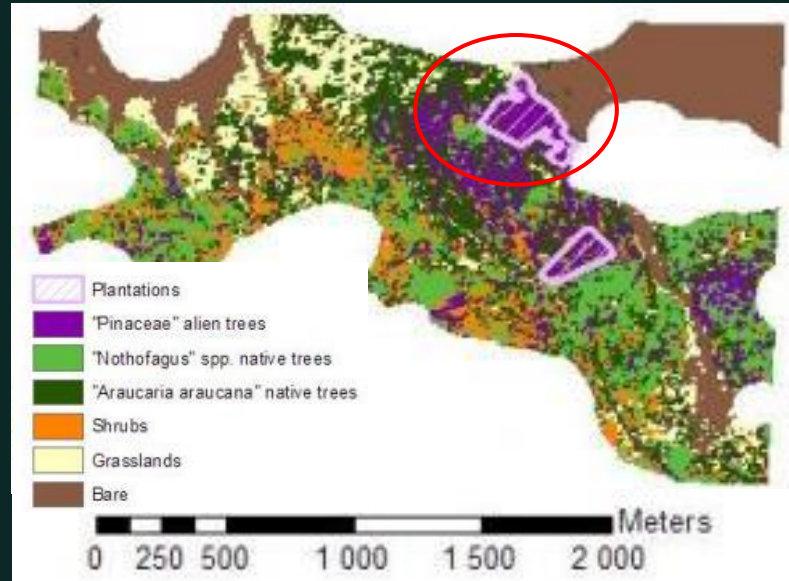 Plantations
"Pinaceae" alien trees
"Nothofagus" spp. native trees
"Araucaria araucana" native trees
Shrubs
Grasslands
Bare
Meters
0 250 500 1 000 1 500 2 000